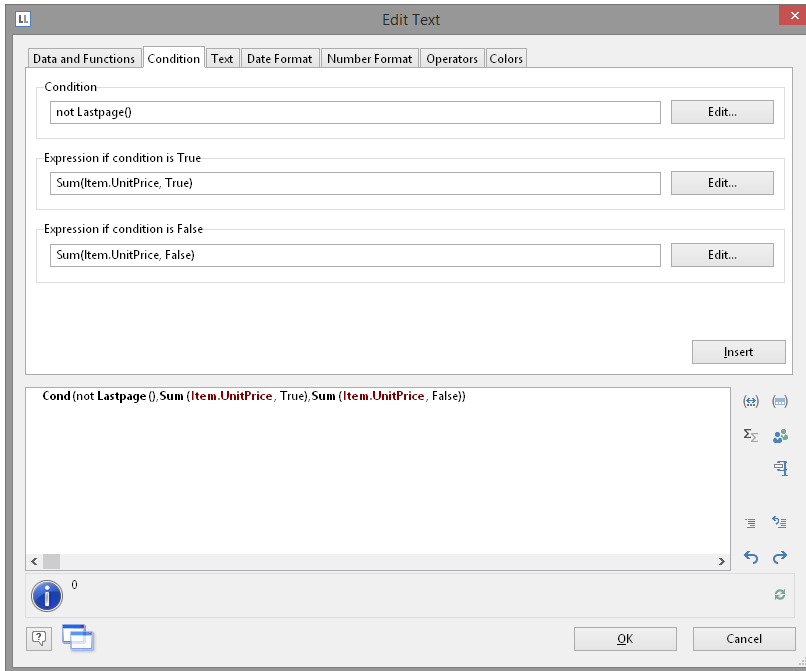 LL
Edit Text
Data and Functions Condition Text Date Format Number Format Operators Colors
Condition
not Lastpage() Edit...
Expression if condition is True
Sum(Item.UnitPrice, True) Edit...
Expression if condition is False
Sum(Item.UnitPrice, False) Edit...
Insert
Cond(not Lastpage(),Sum (Item.UnitPrice, True),Sum (Item.UnitPrice, False))
0
OK Cancel